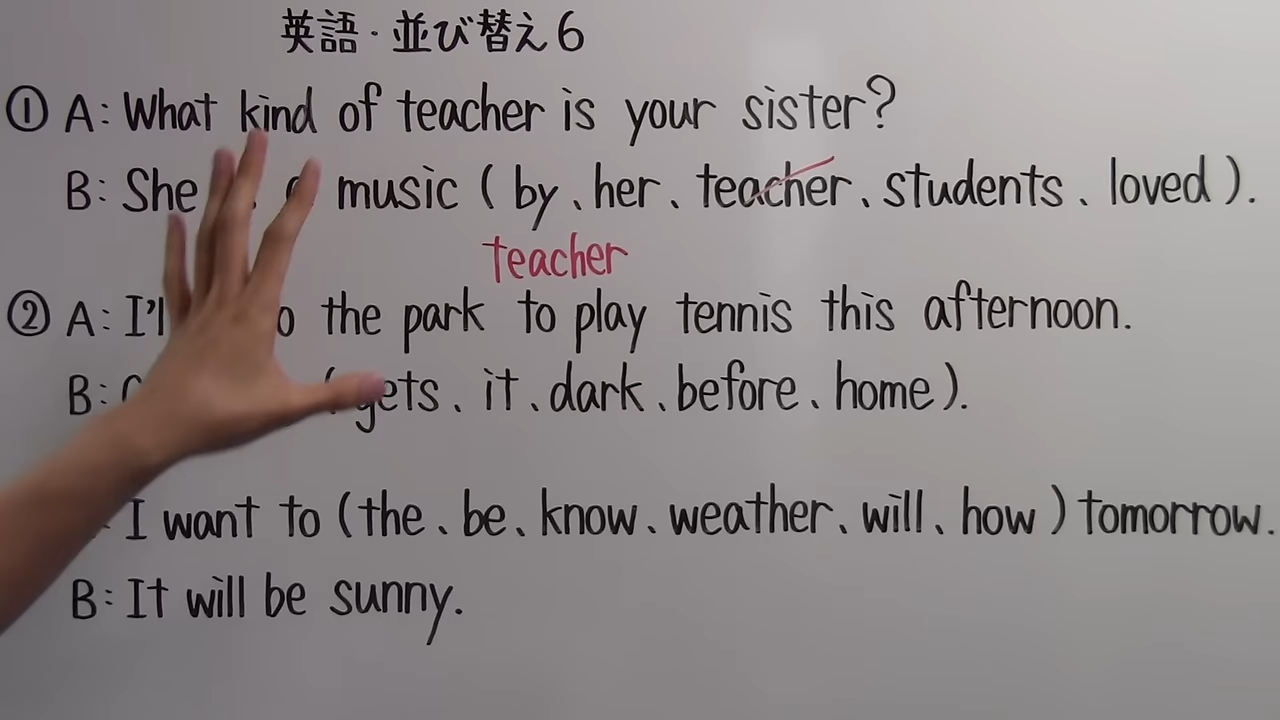 英語・並び替え6
① A: What kind of teacher is your sister?
B: She music (by、her、teacher、students、loved).
teacher
② A: I'll the park to play tennis this afternoon.
B: (gets、it、dark、before、home).
I want to (the、be、know、weather、will、how) tomorrow.
B: It will be sunny.